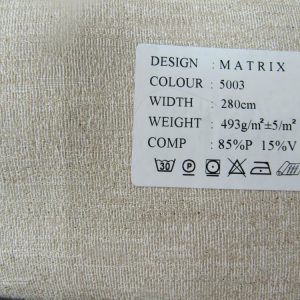 DESIGN : MATRIX
COLOUR : 5003
WIDTH : 280cm
WEIGHT : 493g/m²±5/m²
COMP : 85%P 15%V
30 P